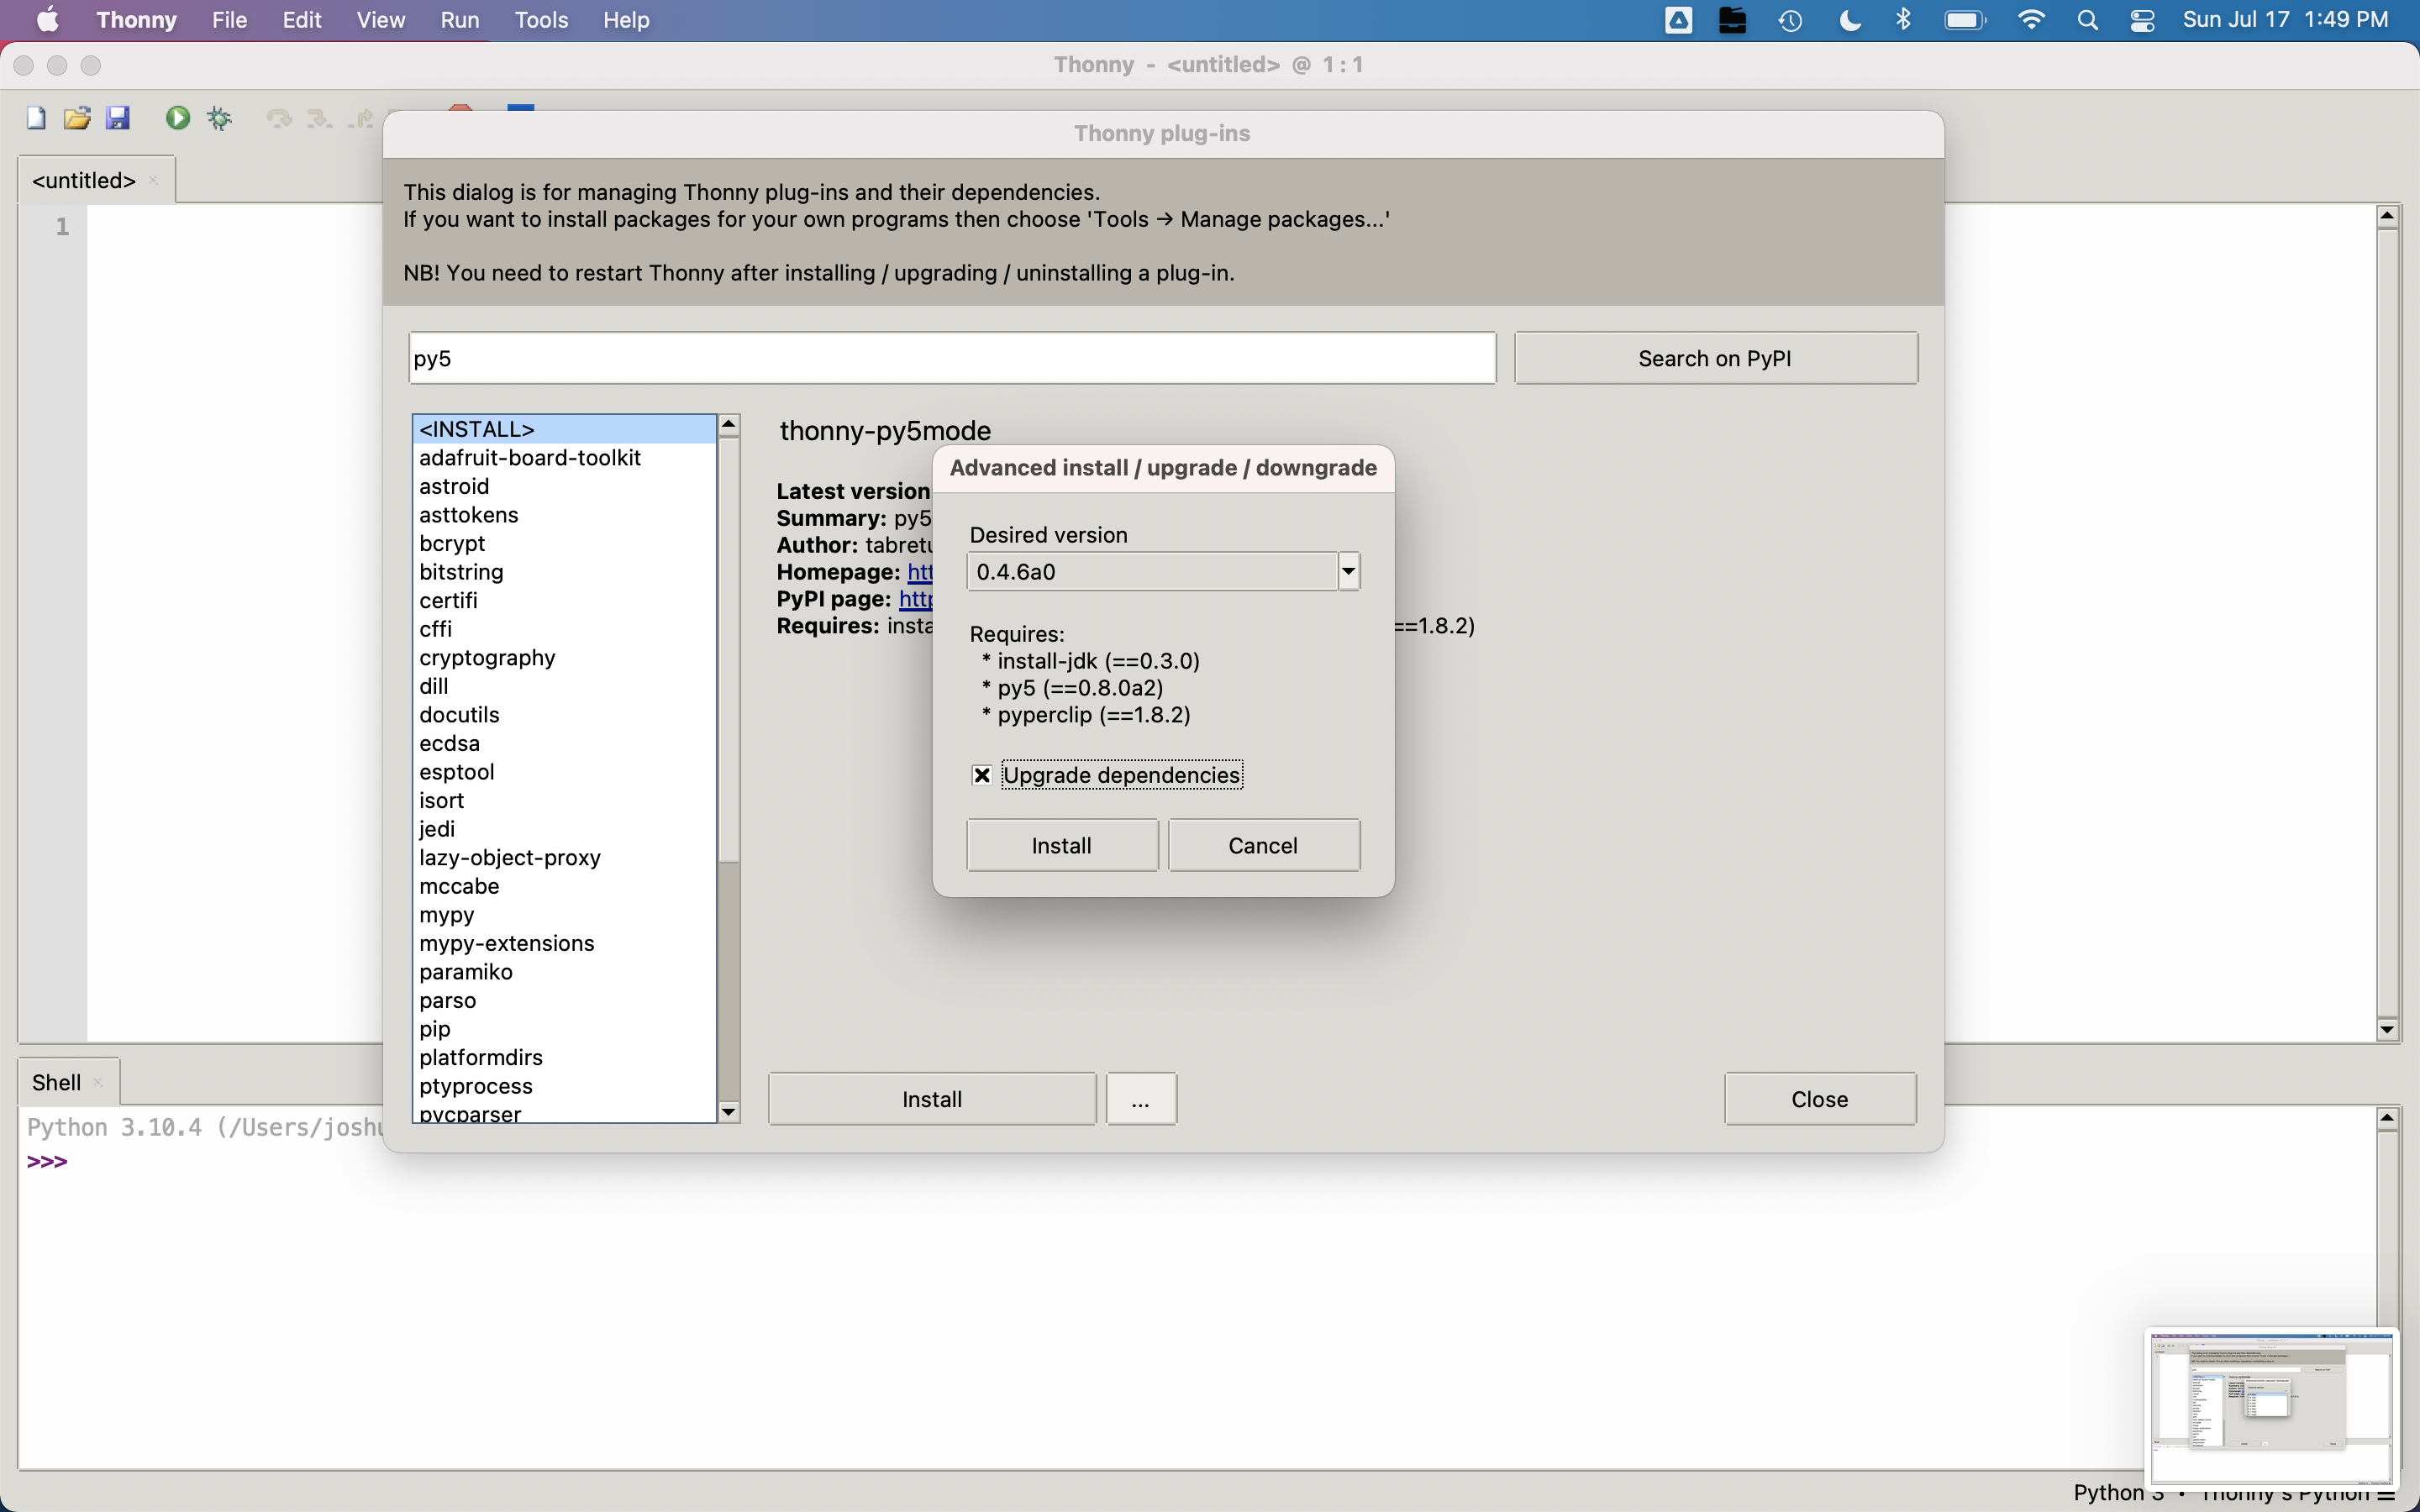 Thonny File Edit View Run Tools Help
Sun Jul 17 1:49 PM
Thonny - <untitled> @ 1:1
Thonny plug-ins
<untitled>
1
This dialog is for managing Thonny plug-ins and their dependencies.
If you want to install packages for your own programs then choose 'Tools → Manage packages...'
NB! You need to restart Thonny after installing / upgrading / uninstalling a plug-in.
py5
Search on PyPI
<INSTALL>
adafruit-board-toolkit
astroid
asttokens
bcrypt
bitstring
certifi
cffi
cryptography
dill
docutils
ecdsa
esptool
isort
jedi
lazy-object-proxy
mccabe
mypy
mypy-extensions
paramiko
parso
pip
platformdirs
ptyprocess
pycparser
thonny-py5mode
Latest version
Summary: py5
Author: tabretu
Homepage: htt
PyPI page: http
Requires: insta
==1.8.2)
Advanced install / upgrade / downgrade
Desired version
0.4.6a0
Requires:
* install-jdk (==0.3.0)
* py5 (==0.8.0a2)
* pyperclip (==1.8.2)
Upgrade dependencies
Install
Cancel
Install
...
Close
Shell
Python 3.10.4 (/Users/joshu
>>>
Python 3 • Thonny's Python ☰